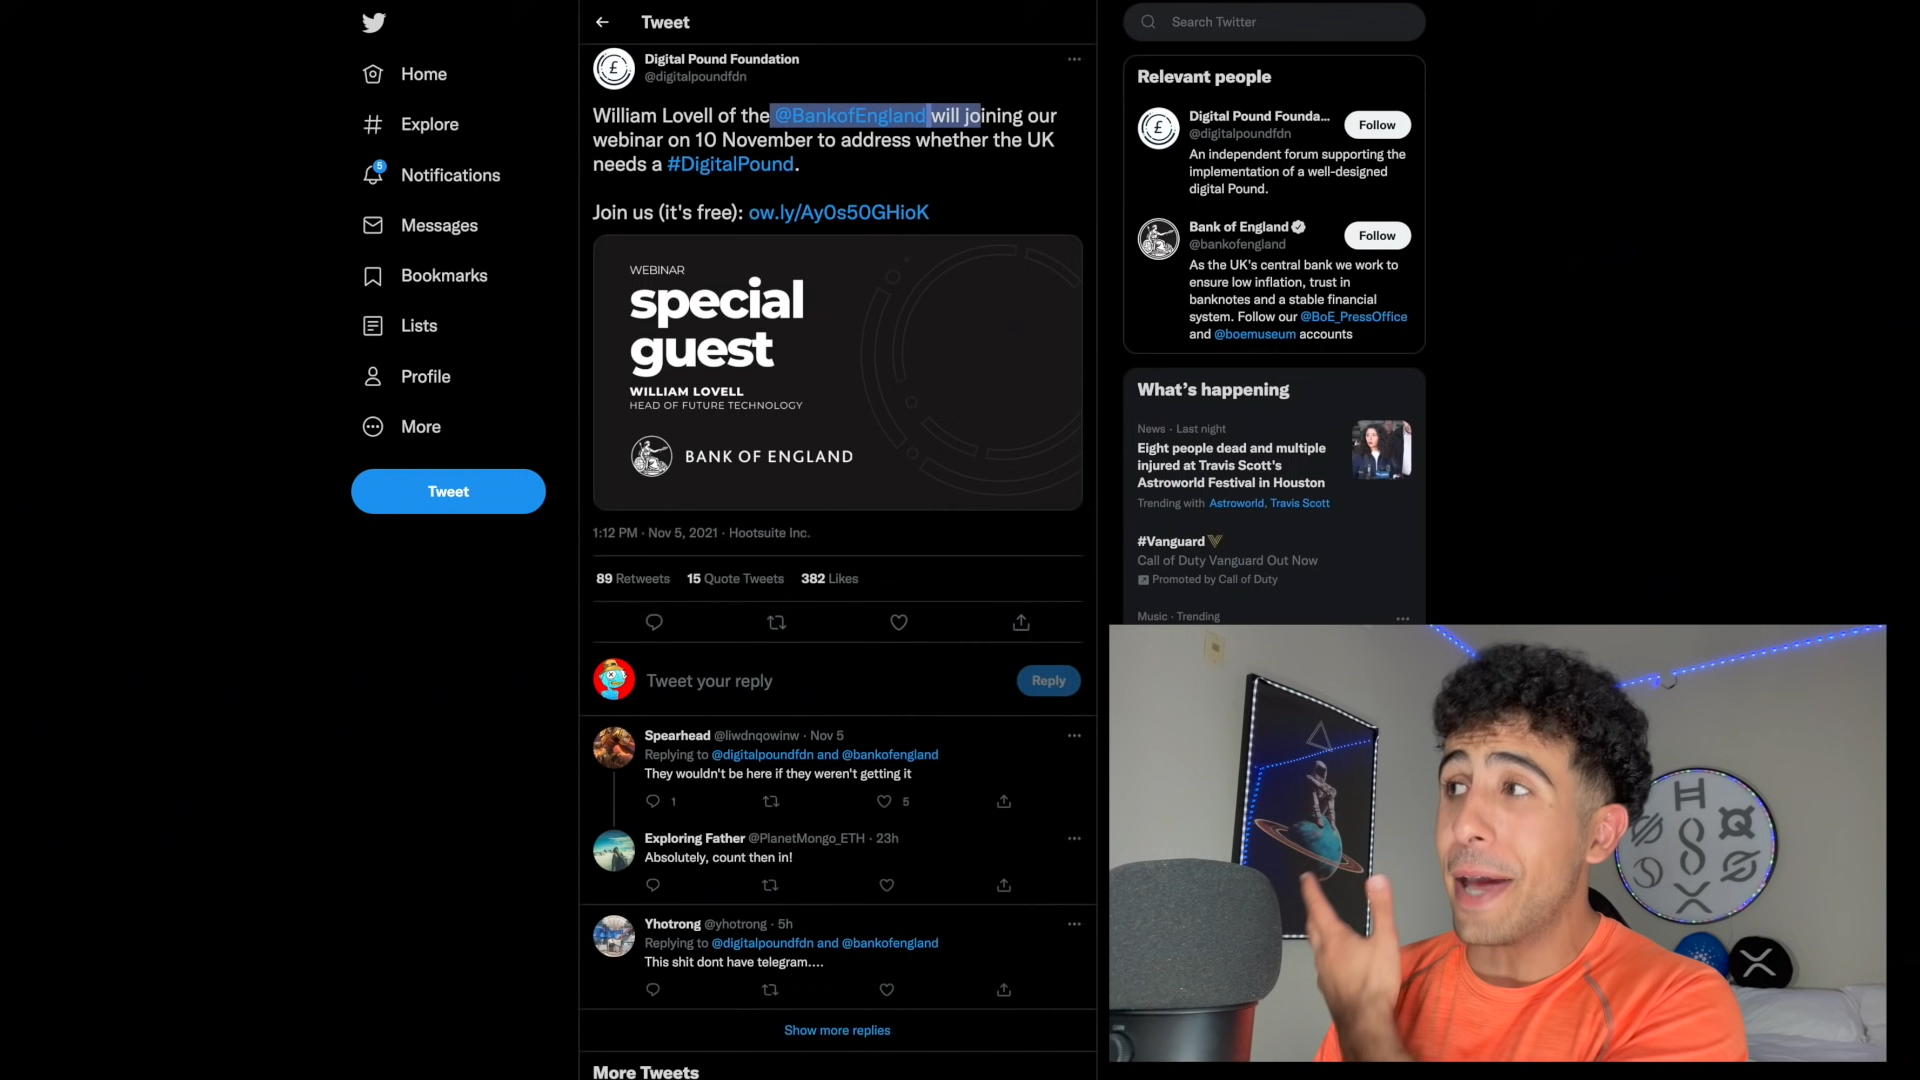 Home
Explore
5
Notifications
Messages
Bookmarks
Lists
Profile
More
Tweet
Tweet
Digital Pound Foundation
@digitalpoundfdn
William Lovell of the @BankofEngland will joining our
webinar on 10 November to address whether the UK
needs a #DigitalPound.
Join us (it's free): ow.ly/Ay0s50GHioK
WEBINAR
special
guest
WILLIAM LOVELL
HEAD OF FUTURE TECHNOLOGY
BANK OF ENGLAND
1:12 PM · Nov 5, 2021 · Hootsuite Inc.
89 Retweets 15 Quote Tweets 382 Likes
Tweet your reply
Reply
Spearhead @liwdnqowinw · Nov 5
Replying to @digitalpoundfdn and @bankofengland
They wouldn't be here if they weren't getting it
1 5
Exploring Father @PlanetMongo_ETH · 23h
Absolutely, count then in!
Yhotrong @yhotrong · 5h
Replying to @digitalpoundfdn and @bankofengland
This shit dont have telegram....
Show more replies
More Tweets
Search Twitter
Relevant people
Digital Pound Founda...
@digitalpoundfdn
Follow
An independent forum supporting the
implementation of a well-designed
digital Pound.
Bank of England
@bankofengland
Follow
As the UK's central bank we work to
ensure low inflation, trust in
banknotes and a stable financial
system. Follow our @BoE_PressOffice
and @boemuseum accounts
What's happening
News · Last night
Eight people dead and multiple
injured at Travis Scott's
Astroworld Festival in Houston
Trending with Astroworld, Travis Scott
#Vanguard
Call of Duty Vanguard Out Now
Promoted by Call of Duty
Music · Trending